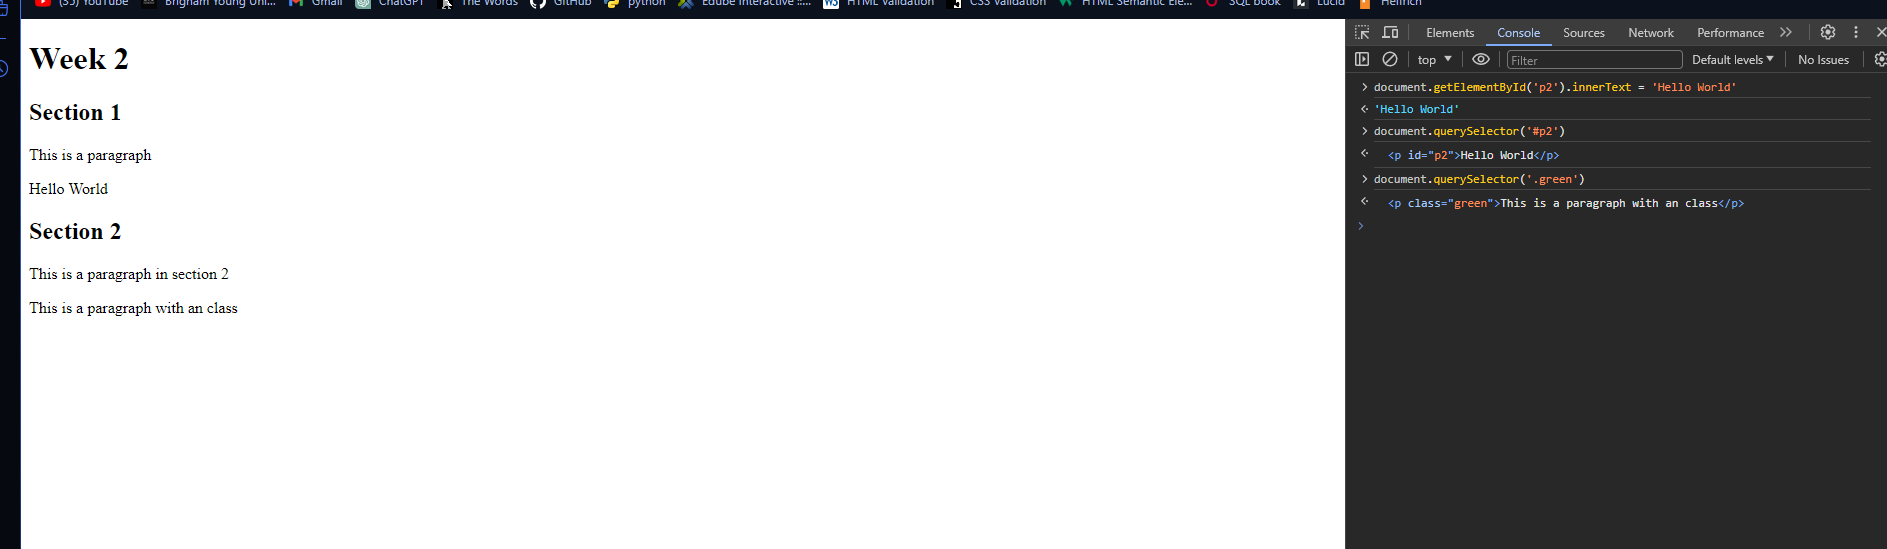 (35) YouTube Brigham Young Uni... Gmail ChatGPT The Words GitHub python Edube Interactive ::... HTML Validation CSS Validation HTML Semantic Ele... SQL book Lucid Helfrich
Week 2
Section 1
This is a paragraph
Hello World
Section 2
This is a paragraph in section 2
This is a paragraph with an class
Elements Console Sources Network Performance
top Filter Default levels No Issues
document.getElementById('p2').innerText = 'Hello World'
'Hello World'
document.querySelector('#p2')
<p id="p2">Hello World</p>
document.querySelector('.green')
<p class="green">This is a paragraph with an class</p>